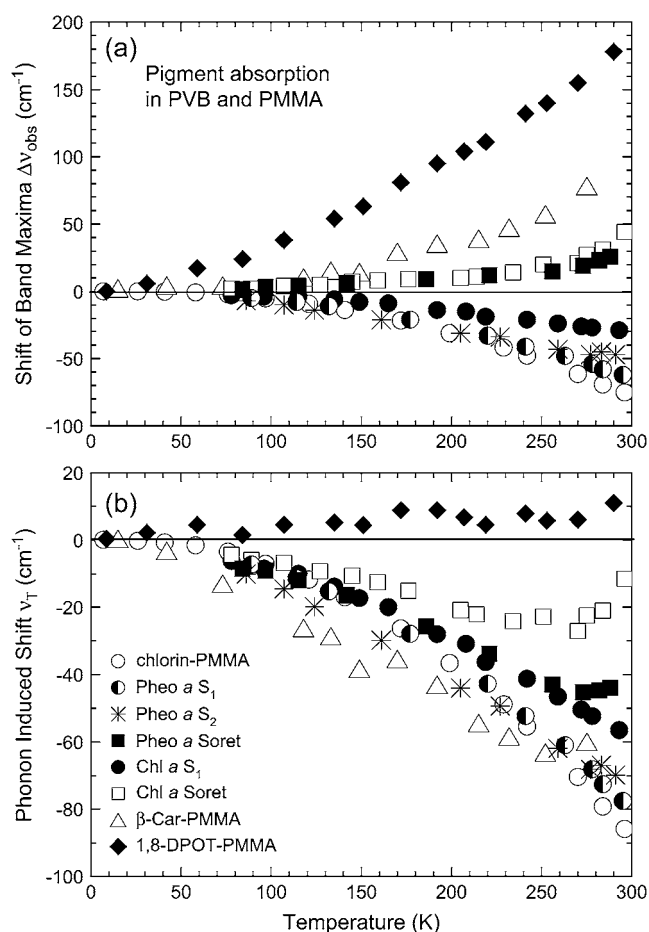 200
150
100
50
0
-50
-100
Shift of Band Maxima Δν_obs (cm⁻¹)
(a)
Pigment absorption
in PVB and PMMA
0 50 100 150 200 250 300
20
0
-20
-40
-60
-80
-100
Phonon Induced Shift ν_T (cm⁻¹)
(b)
chlorin-PMMA
Pheo a S₁
Pheo a S₂
Pheo a Soret
Chl a S₁
Chl a Soret
β-Car-PMMA
1,8-DPOT-PMMA
0 50 100 150 200 250 300
Temperature (K)